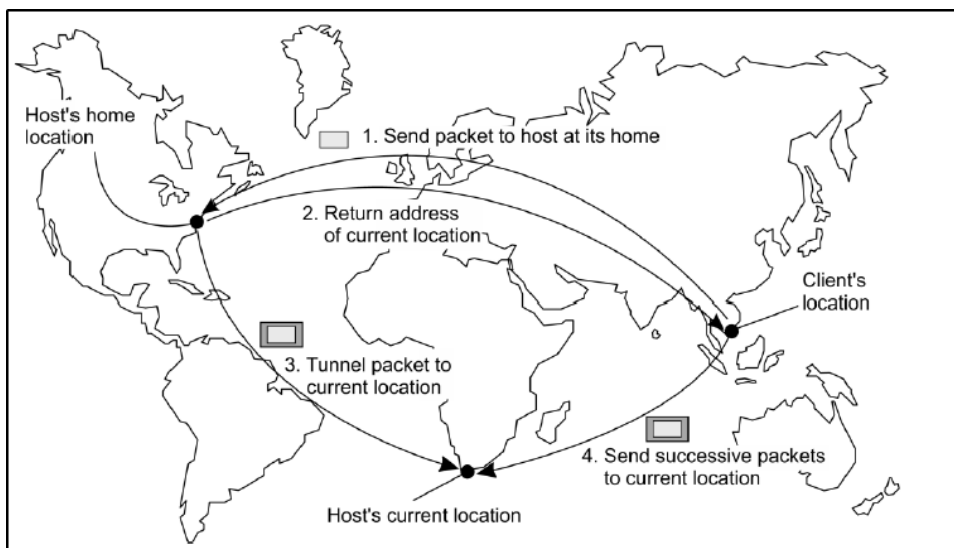 Host's home
location
1. Send packet to host at its home
2. Return address
of current location
Client's
location
3. Tunnel packet to
current location
4. Send successive packets
to current location
Host's current location